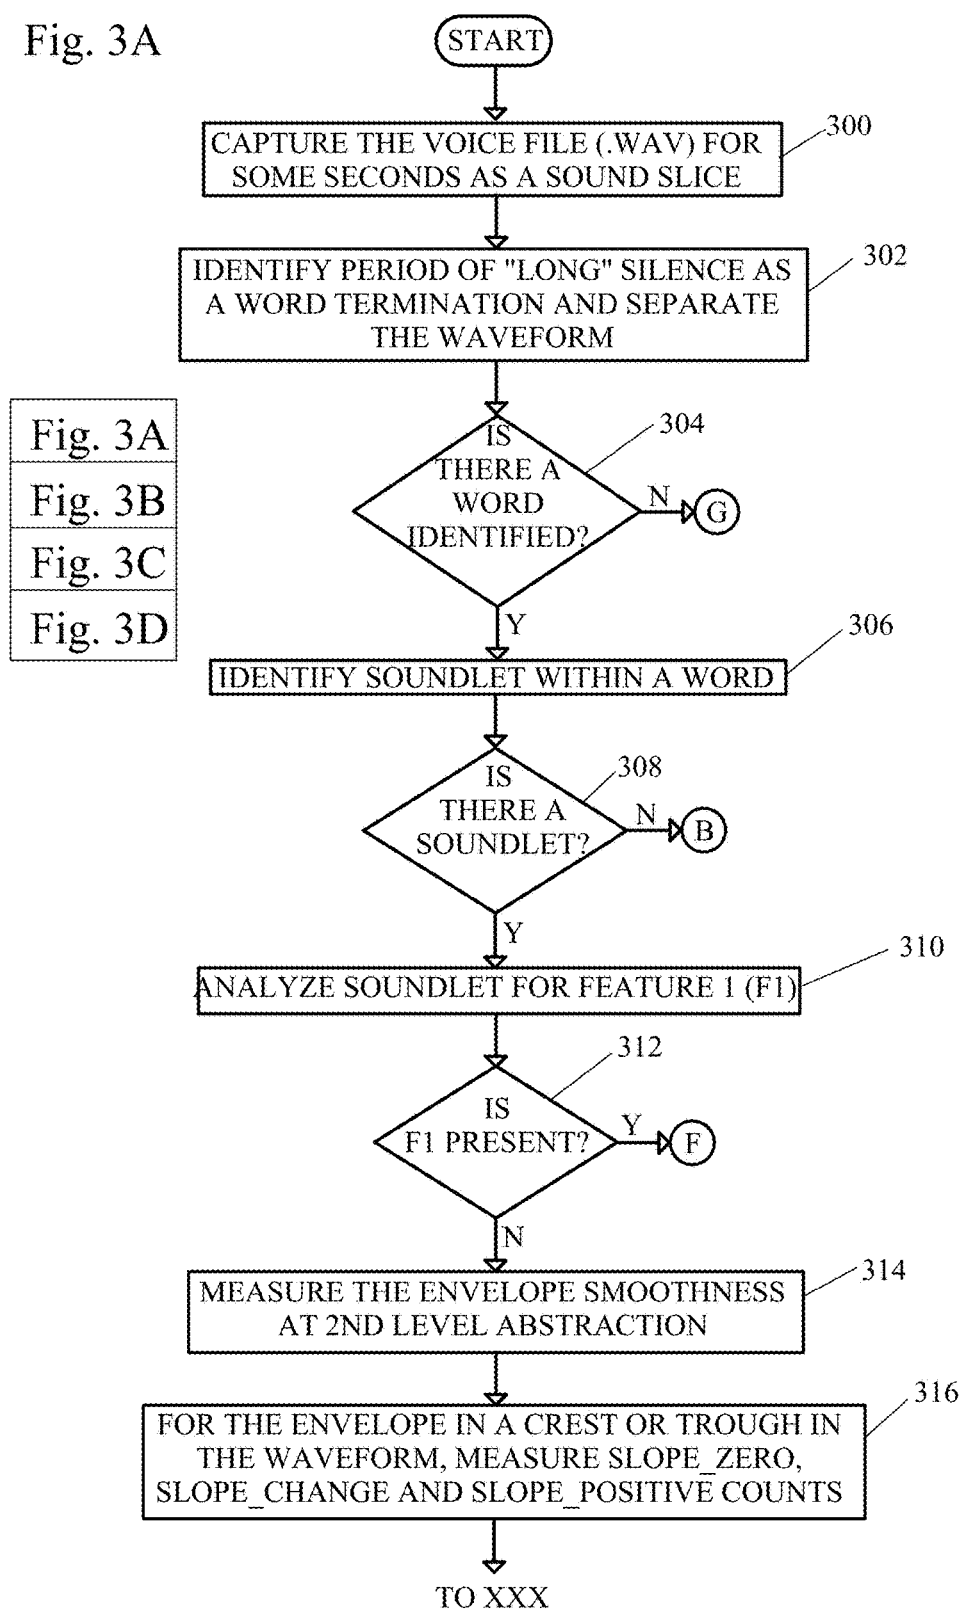 Fig. 3A
START
300
CAPTURE THE VOICE FILE (.WAV) FOR
SOME SECONDS AS A SOUND SLICE
302
IDENTIFY PERIOD OF "LONG" SILENCE AS
A WORD TERMINATION AND SEPARATE
THE WAVEFORM
Fig. 3A
Fig. 3B
Fig. 3C
Fig. 3D
304
IS
THERE A
WORD
IDENTIFIED?
N
G
Y
306
IDENTIFY SOUNDLET WITHIN A WORD
308
IS
THERE A
SOUNDLET?
N
B
Y
310
ANALYZE SOUNDLET FOR FEATURE 1 (F1)
312
IS
F1 PRESENT?
Y
F
N
314
MEASURE THE ENVELOPE SMOOTHNESS
AT 2ND LEVEL ABSTRACTION
316
FOR THE ENVELOPE IN A CREST OR TROUGH IN
THE WAVEFORM, MEASURE SLOPE_ZERO,
SLOPE_CHANGE AND SLOPE_POSITIVE COUNTS
TO XXX